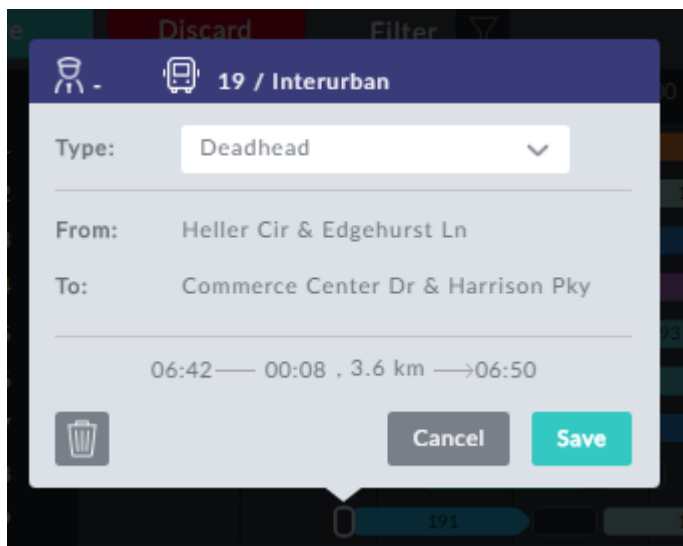 Discard Filter
- 19 / Interurban
Type: Deadhead
From: Heller Cir & Edgehurst Ln
To: Commerce Center Dr & Harrison Pky
06:42 00:08 , 3.6 km 06:50
Cancel Save
191